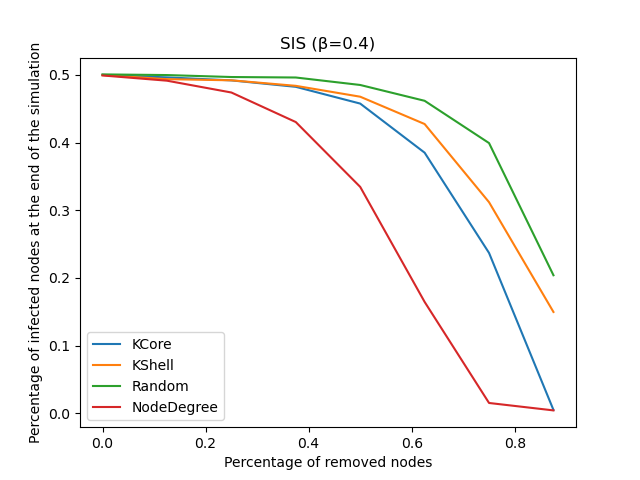 SIS (β=0.4)
Percentage of infected nodes at the end of the simulation
0.5
0.4
0.3
0.2
0.1
0.0
KCore
KShell
Random
NodeDegree
0.0 0.2 0.4 0.6 0.8
Percentage of removed nodes